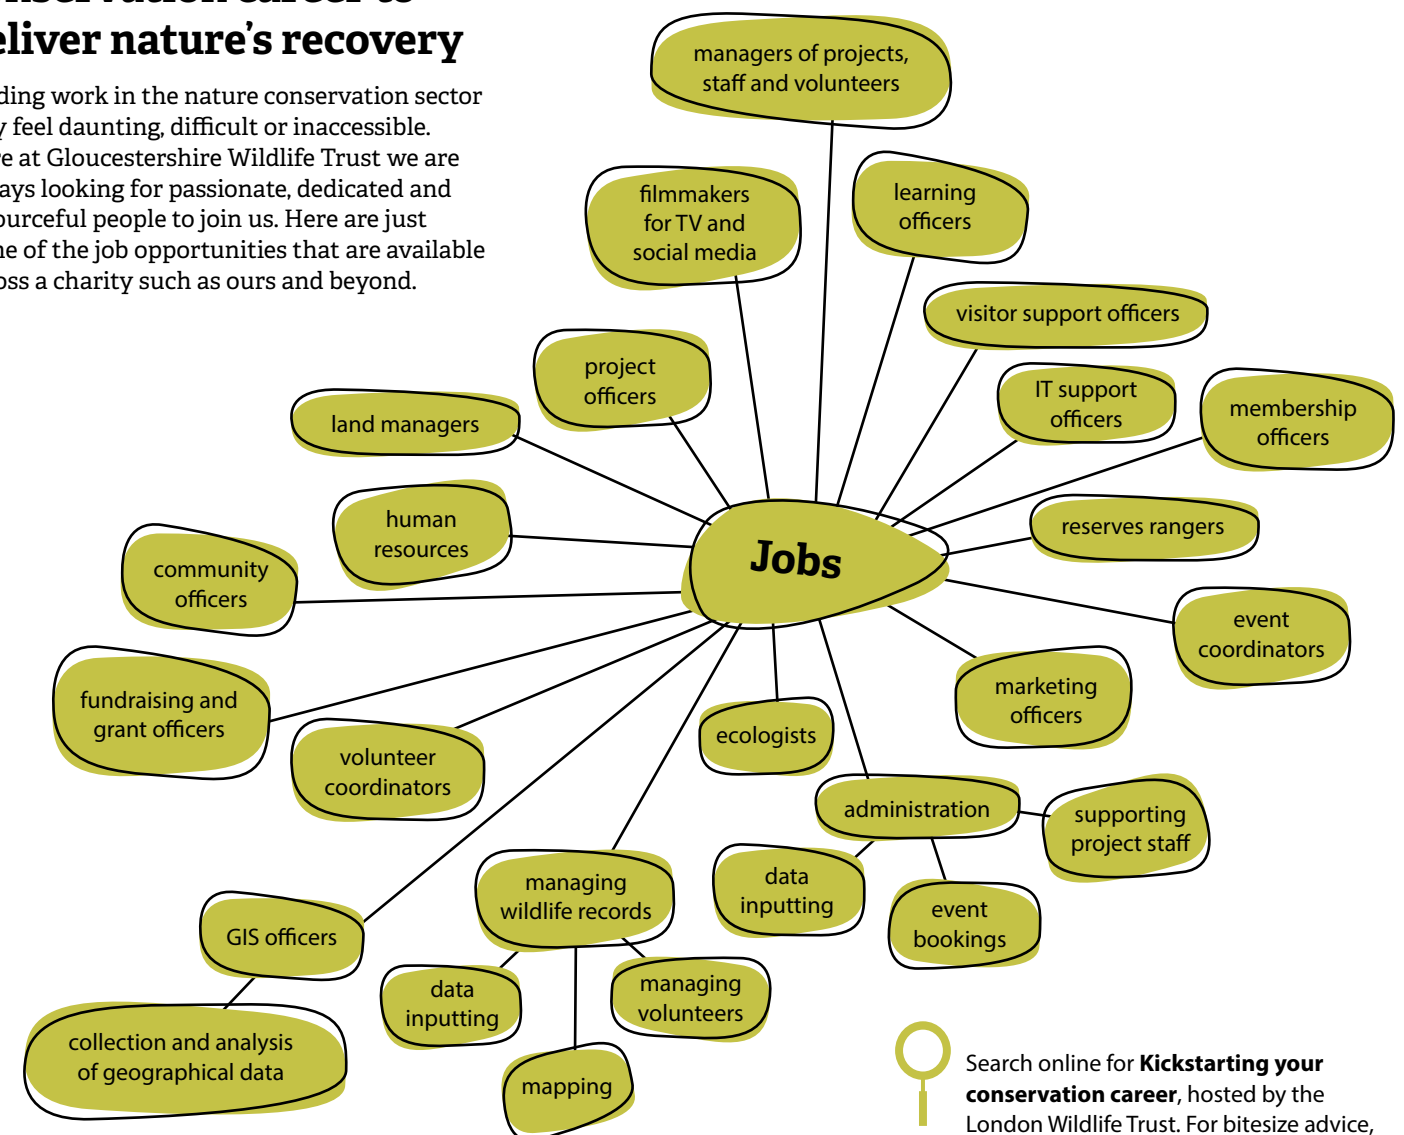 deliver nature's recovery
work in the nature conservation sector
feel daunting, difficult or inaccessible.
at Gloucestershire Wildlife Trust we are
looking for passionate, dedicated and
people to join us. Here are just
of the job opportunities that are available
a charity such as ours and beyond.
managers of projects,
staff and volunteers
filmmakers
for TV and
social media
learning
officers
visitor support officers
project
officers
IT support
officers
membership
officers
land managers
human
resources
reserves rangers
Jobs
community
officers
event
coordinators
fundraising and
grant officers
marketing
officers
volunteer
coordinators
ecologists
administration
supporting
project staff
data
inputting
event
bookings
managing
wildlife records
GIS officers
data
inputting
managing
volunteers
mapping
collection and analysis
of geographical data
Search online for Kickstarting your
conservation career, hosted by the
London Wildlife Trust. For bitesize advice,